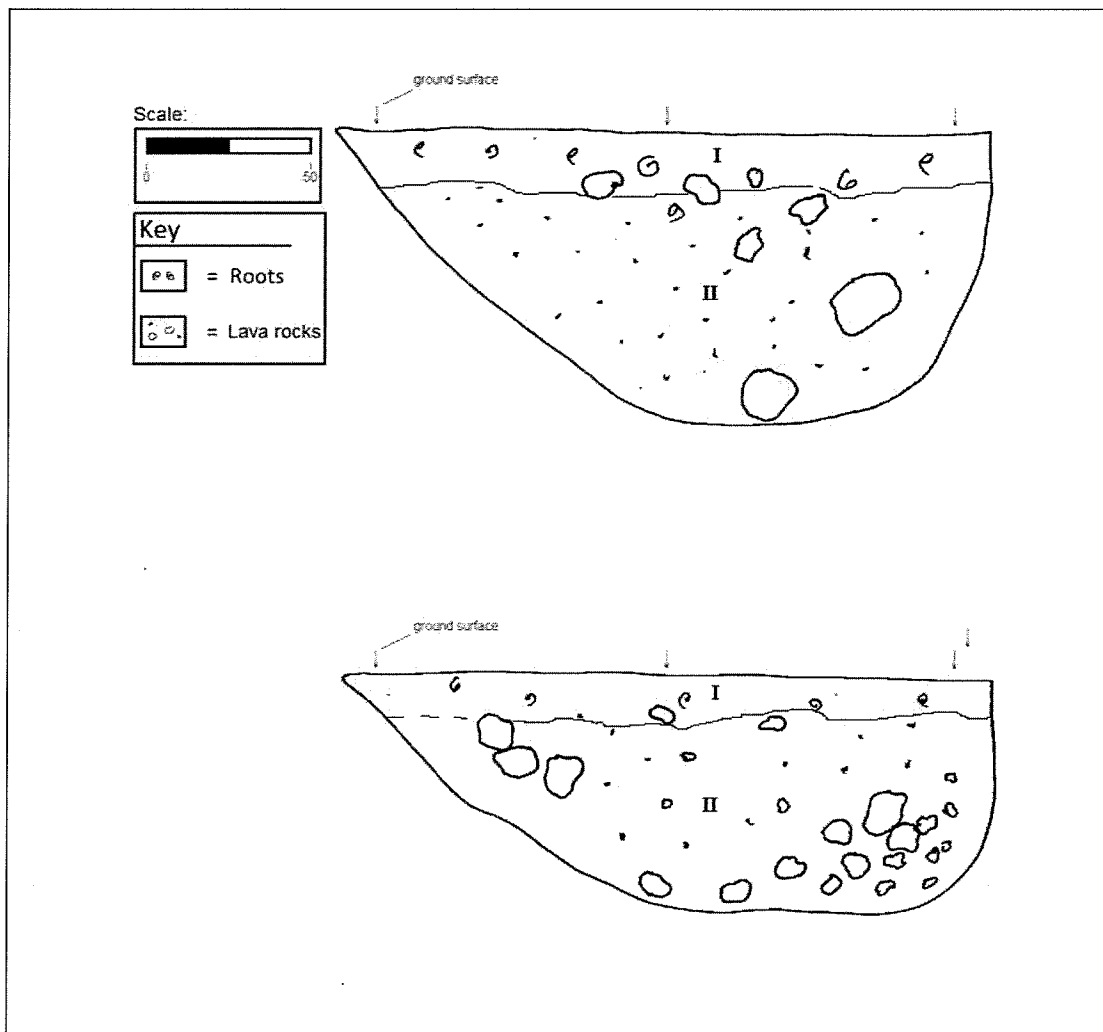 ground surface
Scale:
0 50
Key
= Roots
= Lava rocks
I
II
ground surface
I
II